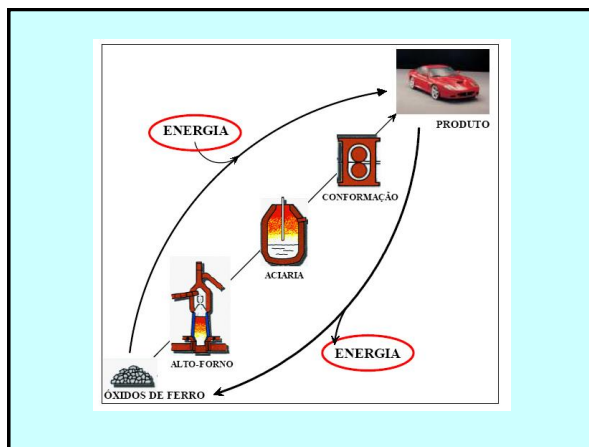 ENERGIA
PRODUTO
CONFORMAÇÃO
ACIARIA
ALTO-FORNO
ENERGIA
ÓXIDOS DE FERRO